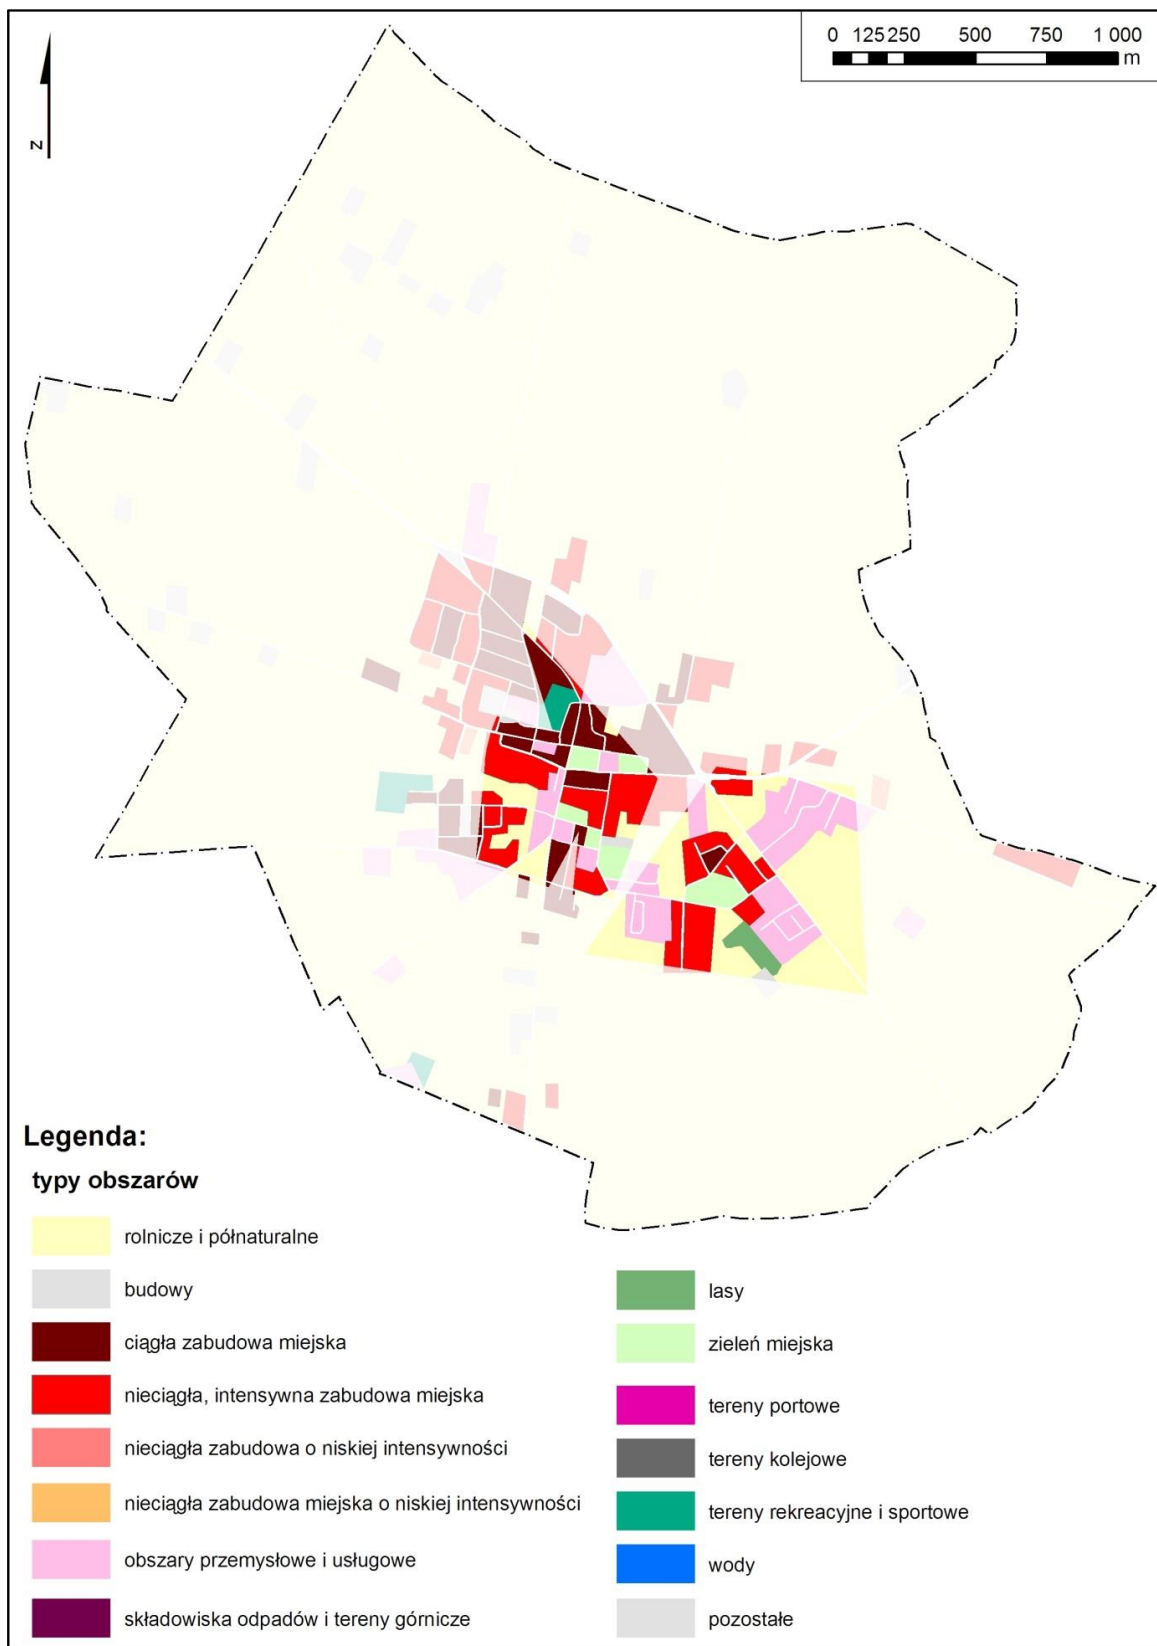 0 125 250 500 750 1 000
m
z
Legenda:
typy obszarów
rolnicze i półnaturalne
budowy
ciągła zabudowa miejska
nieciągła, intensywna zabudowa miejska
nieciągła zabudowa o niskiej intensywności
nieciągła zabudowa miejska o niskiej intensywności
obszary przemysłowe i usługowe
składowiska odpadów i tereny górnicze
lasy
zieleń miejska
tereny portowe
tereny kolejowe
tereny rekreacyjne i sportowe
wody
pozostałe